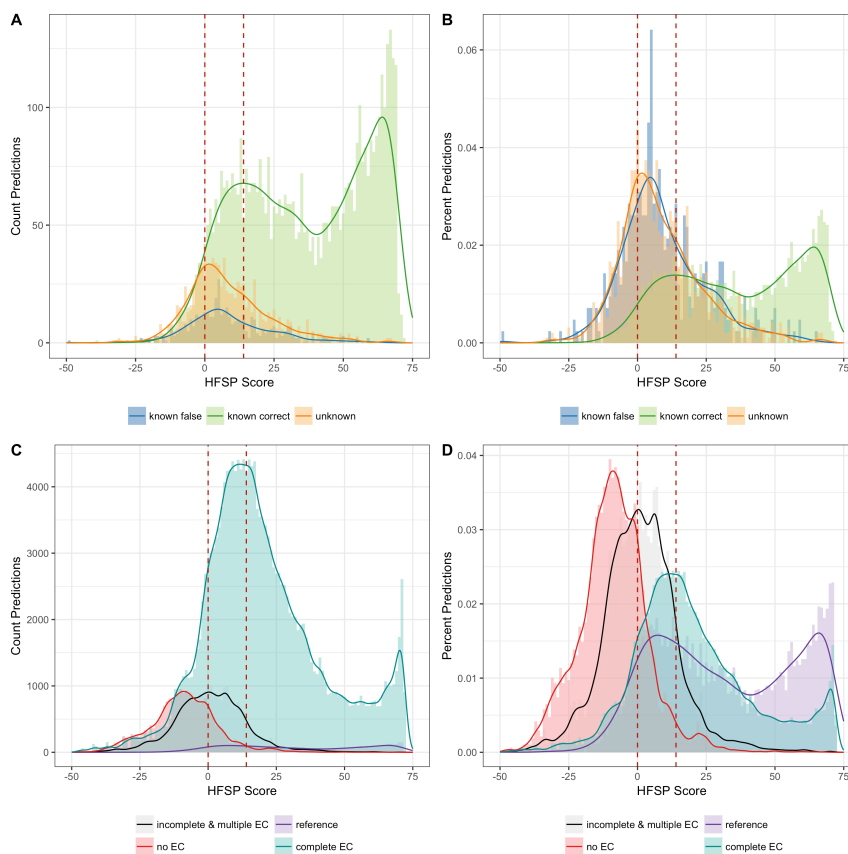 A
Count Predictions
100
50
0
-50 -25 0 25 50 75
HFSP Score
known false known correct unknown
B
Percent Predictions
0.06
0.04
0.02
0.00
-50 -25 0 25 50 75
HFSP Score
known false known correct unknown
C
Count Predictions
4000
3000
2000
1000
0
-50 -25 0 25 50 75
HFSP Score
incomplete & multiple EC reference
no EC complete EC
D
Percent Predictions
0.04
0.03
0.02
0.01
0.00
-50 -25 0 25 50 75
HFSP Score
incomplete & multiple EC reference
no EC complete EC